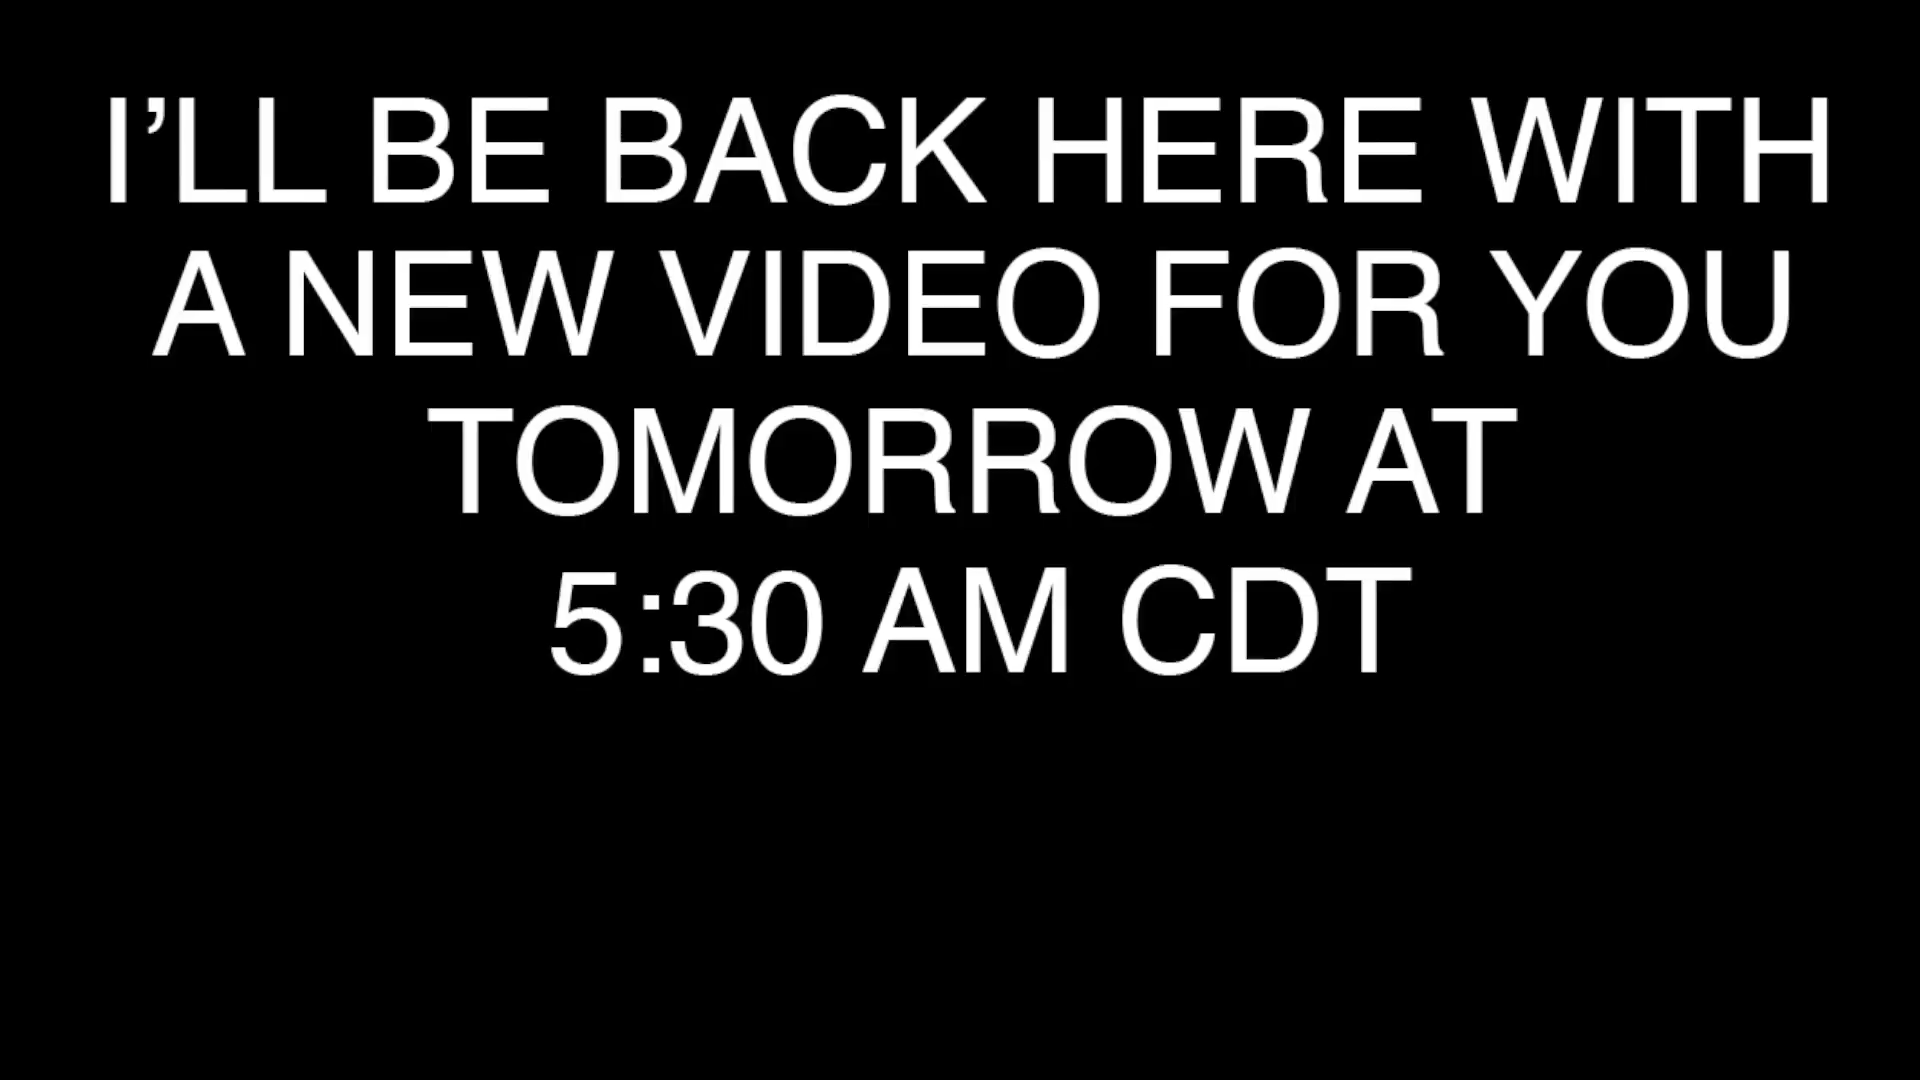 I’LL BE BACK HERE WITH
A NEW VIDEO FOR YOU
TOMORROW AT
5:30 AM CDT